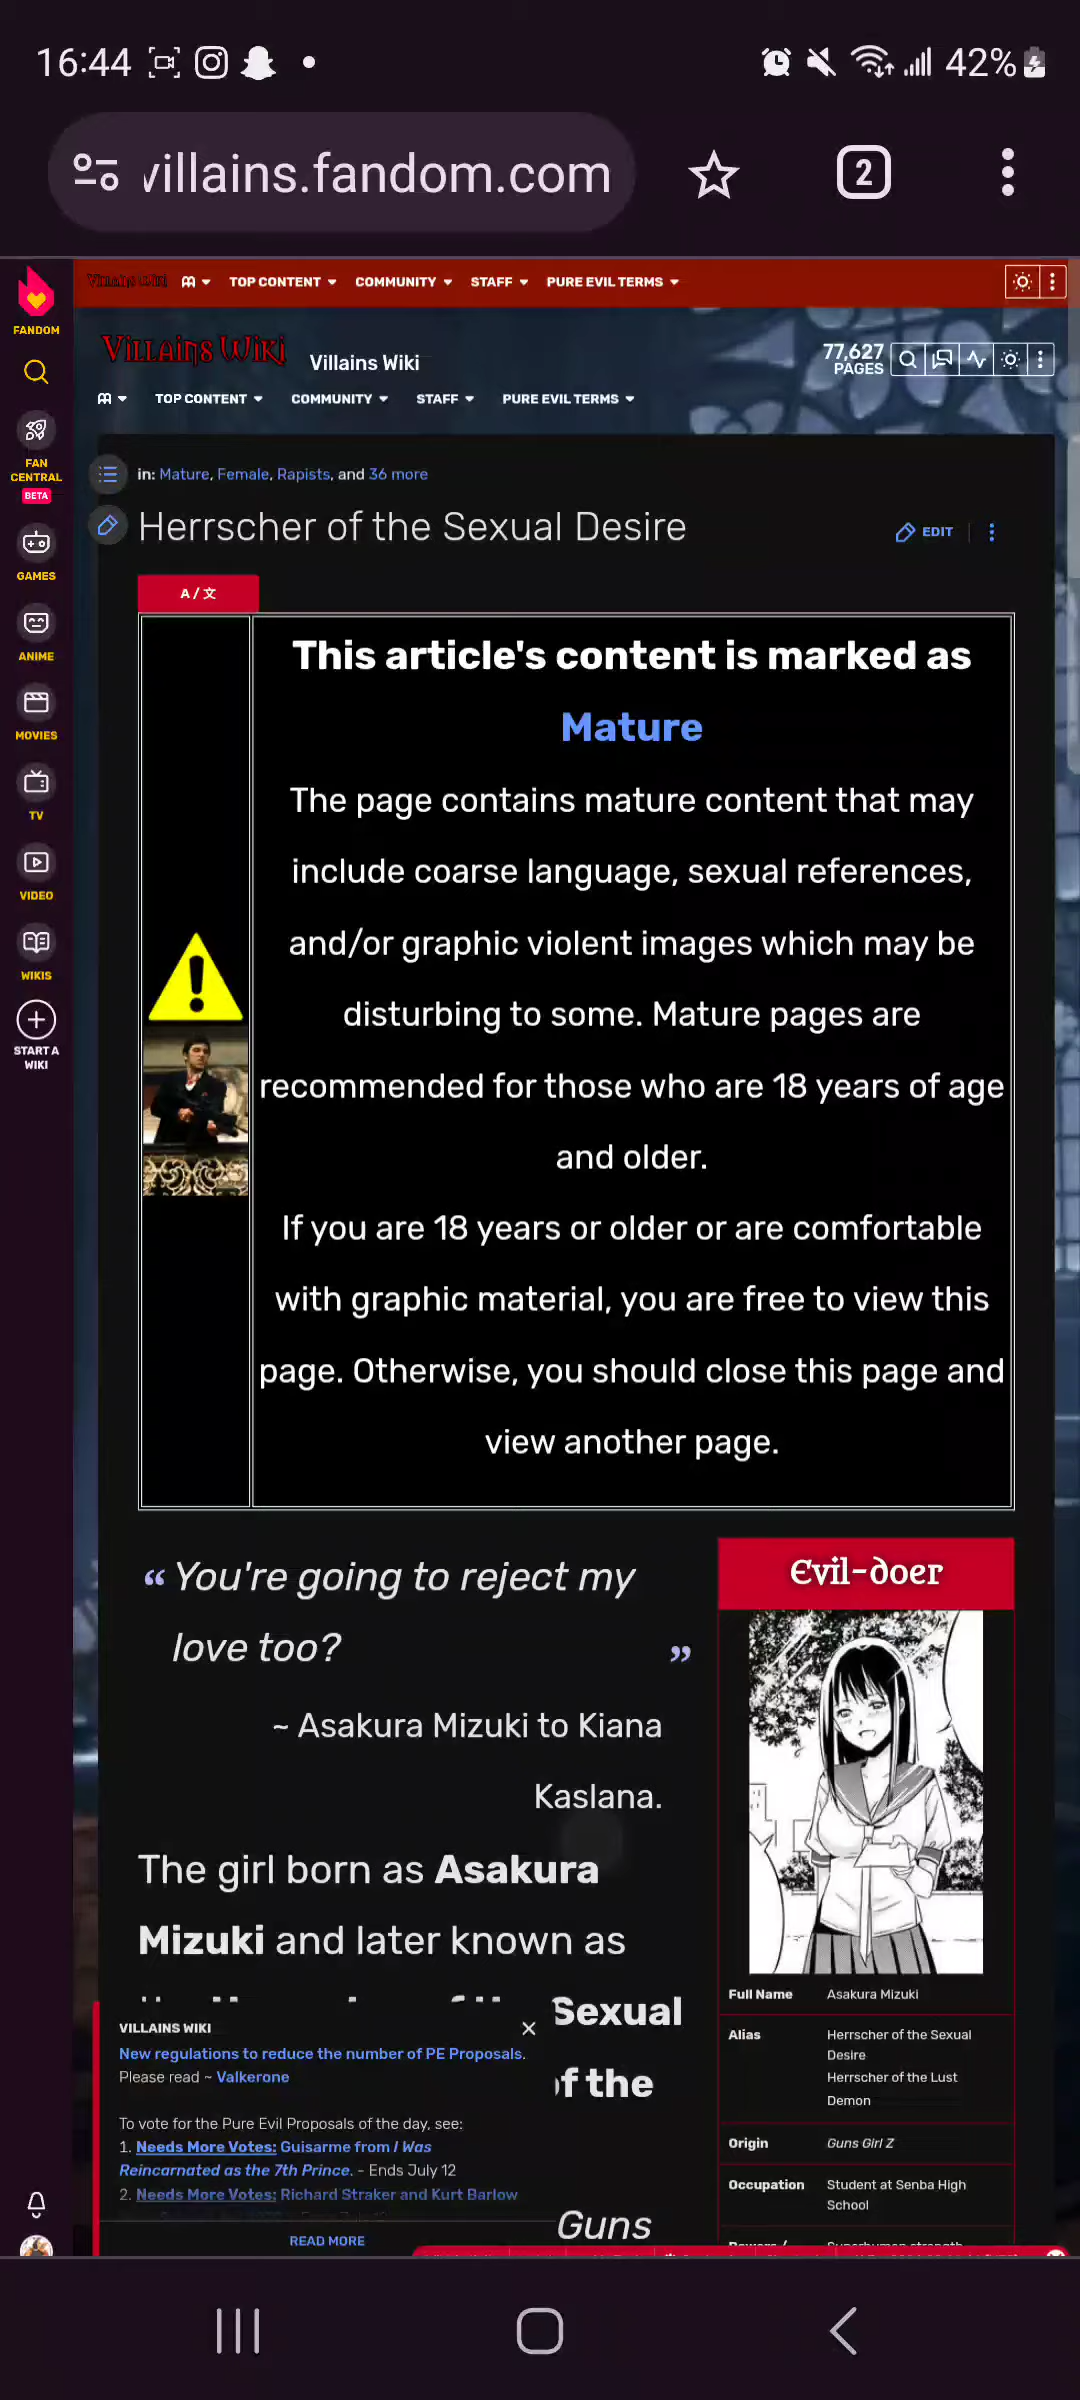 16:44
42%
villains.fandom.com
2
FANDOM
FAN CENTRAL
BETA
GAMES
ANIME
MOVIES
TV
VIDEO
WIKIS
START A WIKI
Villains Wiki
TOP CONTENT COMMUNITY STAFF PURE EVIL TERMS
Villains Wiki
Villains Wiki
77,627
PAGES
TOP CONTENT COMMUNITY STAFF PURE EVIL TERMS
in: Mature, Female, Rapists, and 36 more
Herrscher of the Sexual Desire
EDIT
A / 文
This article's content is marked as
Mature
The page contains mature content that may
include coarse language, sexual references,
and/or graphic violent images which may be
disturbing to some. Mature pages are
recommended for those who are 18 years of age
and older.
If you are 18 years or older or are comfortable
with graphic material, you are free to view this
page. Otherwise, you should close this page and
view another page.
“ You're going to reject my
love too? ”
~ Asakura Mizuki to Kiana
Kaslana.
The girl born as Asakura
Mizuki and later known as
Sexual
of the
Guns
Evil-doer
Full Name Asakura Mizuki
Alias Herrscher of the Sexual
Desire
Herrscher of the Lust
Demon
Origin Guns Girl Z
Occupation Student at Senba High
School
VILLAINS WIKI
New regulations to reduce the number of PE Proposals.
Please read ~ Valkerone
To vote for the Pure Evil Proposals of the day, see:
1. Needs More Votes: Guisarme from I Was
Reincarnated as the 7th Prince. - Ends July 12
2. Needs More Votes: Richard Straker and Kurt Barlow
READ MORE